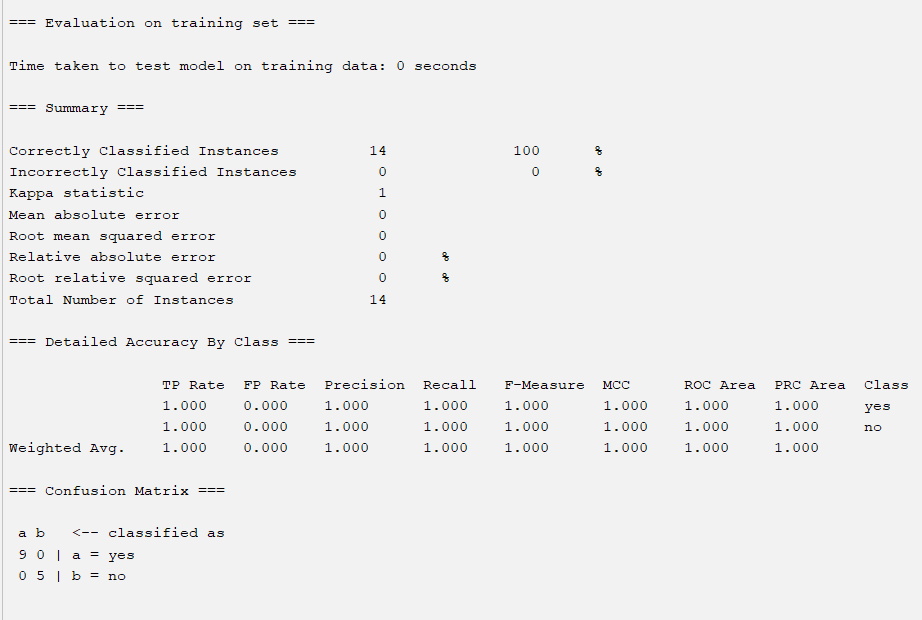 === Evaluation on training set ===
Time taken to test model on training data: 0 seconds
=== Summary ===
Correctly Classified Instances          14              100      %
Incorrectly Classified Instances         0                0      %
Kappa statistic                          1
Mean absolute error                      0
Root mean squared error                  0
Relative absolute error                  0      %
Root relative squared error              0      %
Total Number of Instances               14
=== Detailed Accuracy By Class ===
                 TP Rate  FP Rate  Precision  Recall   F-Measure  MCC      ROC Area  PRC Area  Class
                 1.000    0.000    1.000      1.000    1.000      1.000    1.000     1.000     yes
                 1.000    0.000    1.000      1.000    1.000      1.000    1.000     1.000     no
Weighted Avg.    1.000    0.000    1.000      1.000    1.000      1.000    1.000     1.000
=== Confusion Matrix ===
 a b   <-- classified as
 9 0 | a = yes
 0 5 | b = no